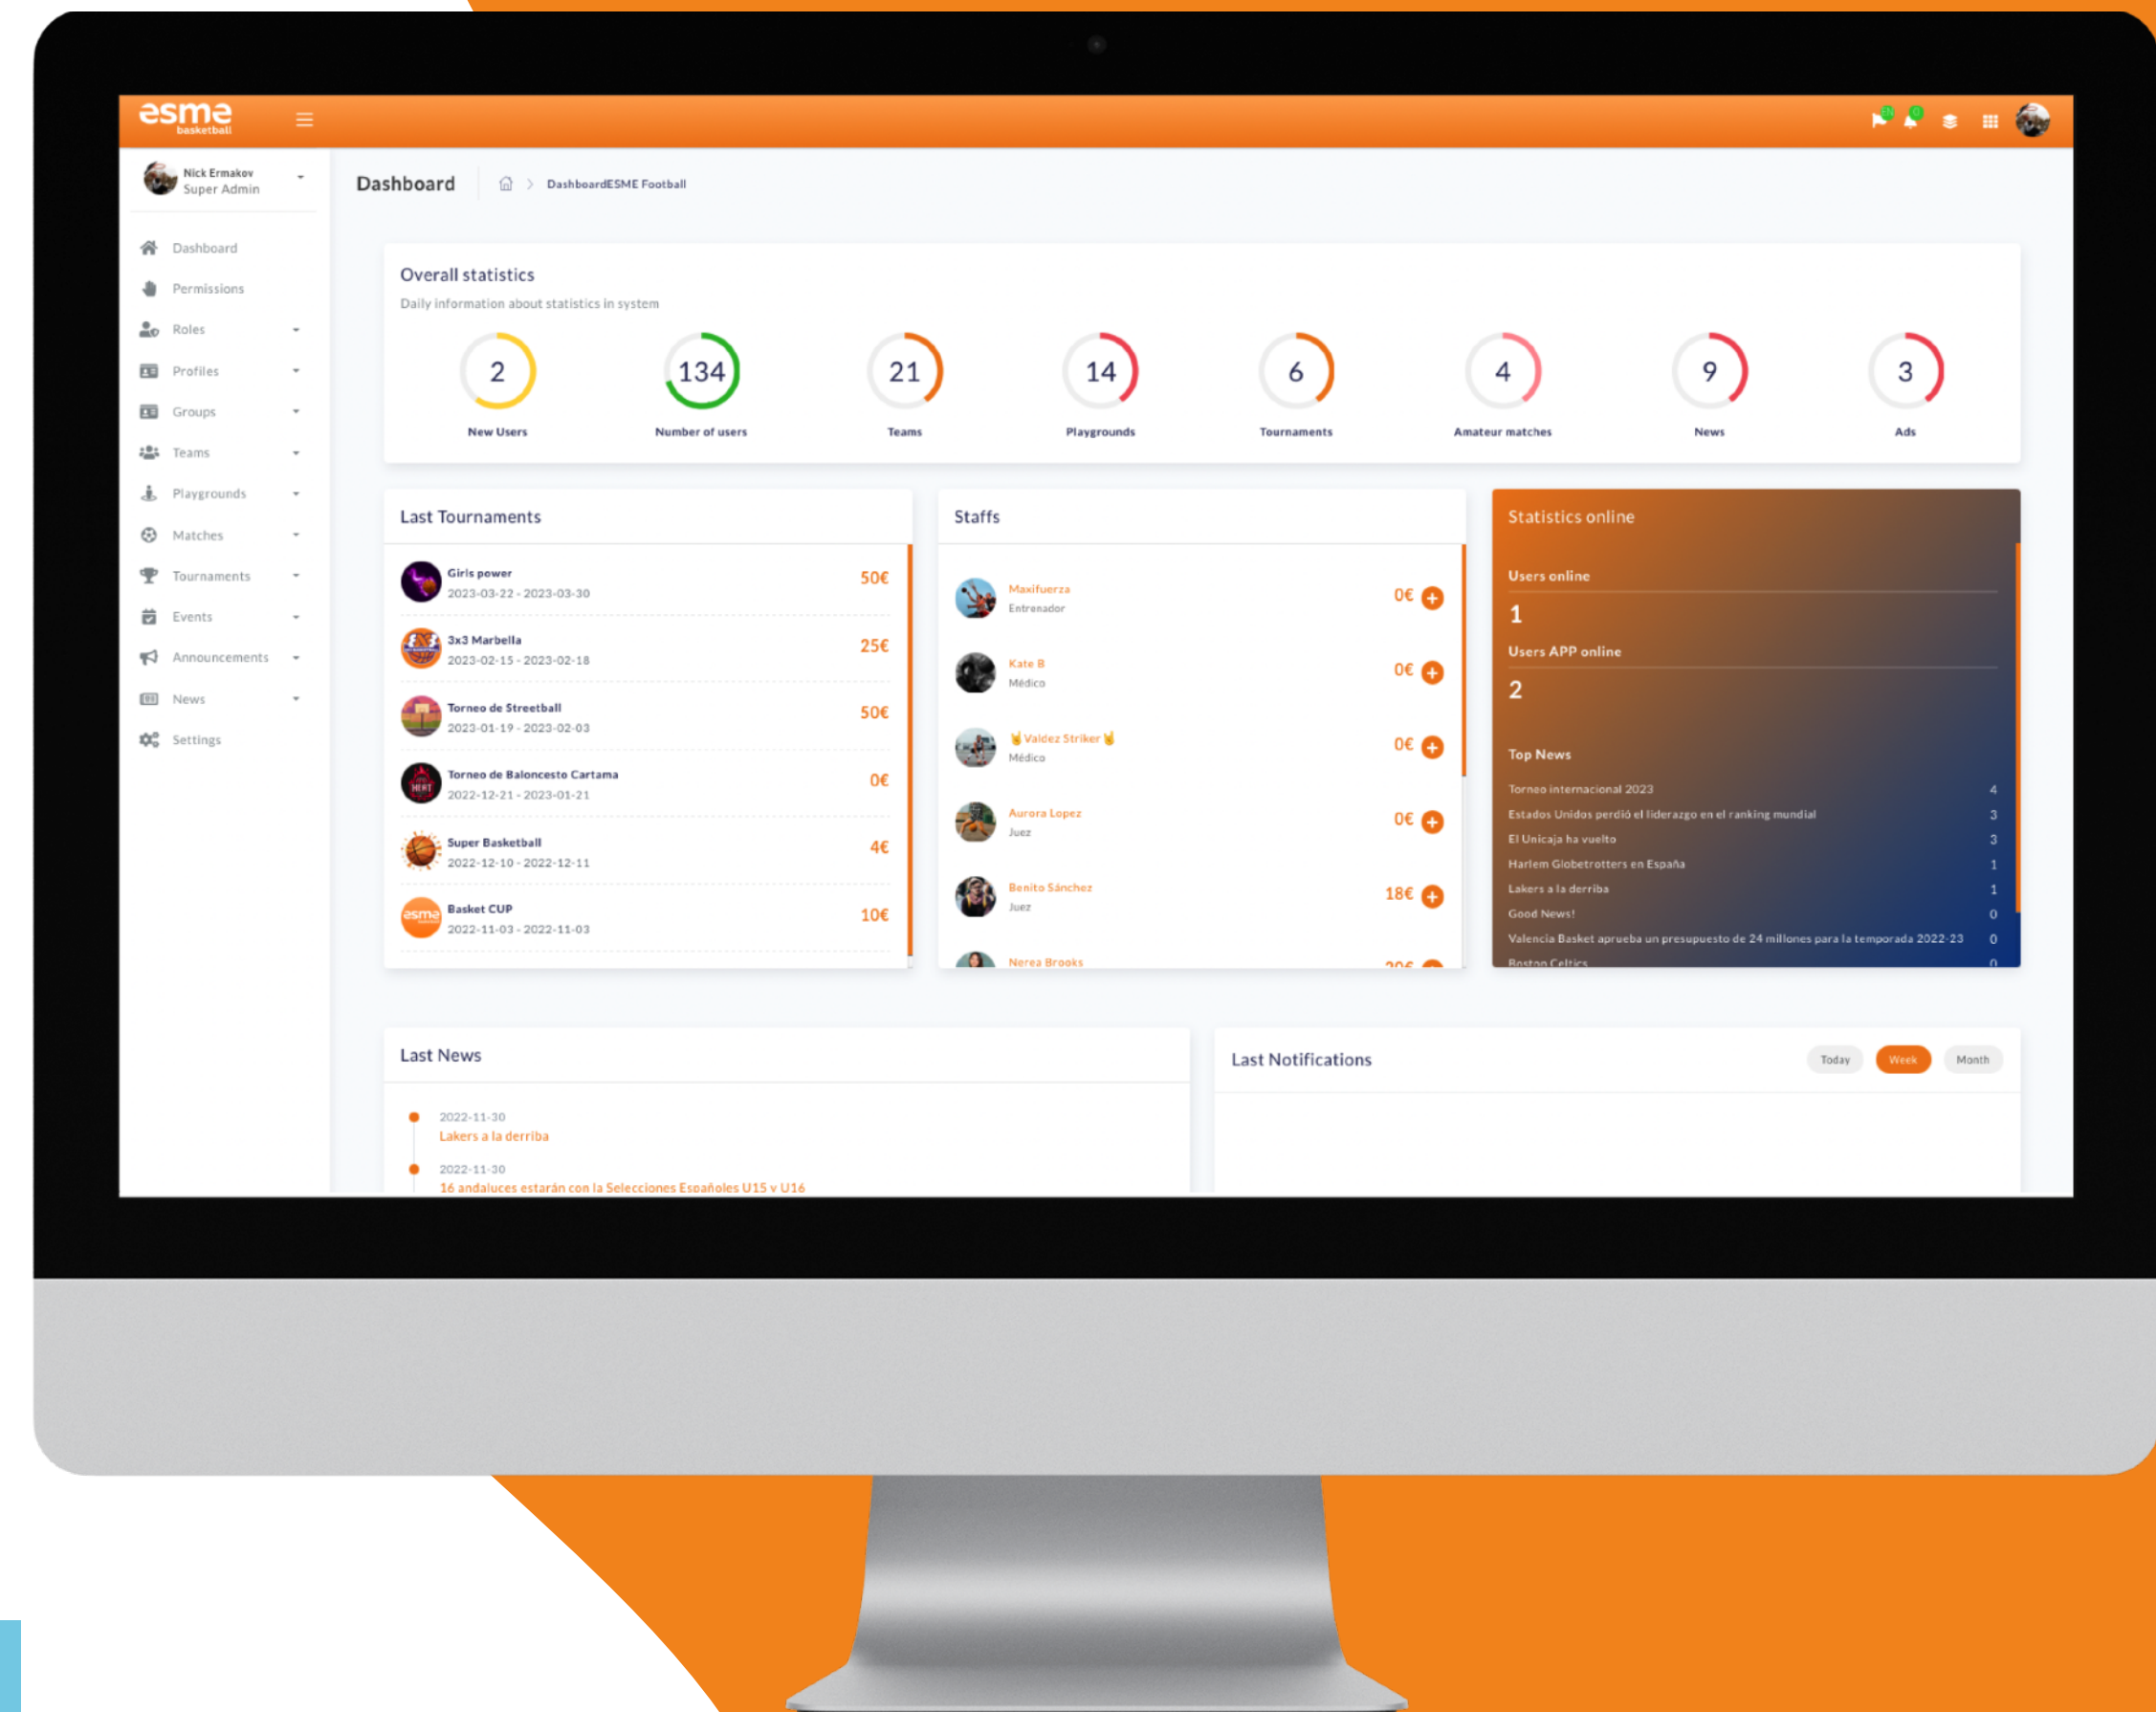 esme
basketball
Nick Ermakov
Super Admin
Dashboard
Permissions
Roles
Profiles
Groups
Teams
Playgrounds
Matches
Tournaments
Events
Announcements
News
Settings
Dashboard
DashboardESME Football
Overall statistics
Daily information about statistics in system
2
134
21
14
6
4
9
3
New Users
Number of users
Teams
Playgrounds
Tournaments
Amateur matches
News
Ads
Last Tournaments
Girls power
50€
2023-03-22 - 2023-03-30
3x3 Marbella
25€
2023-02-15 - 2023-02-18
Torneo de Streetball
50€
2023-01-19 - 2023-02-03
Torneo de Baloncesto Cartama
0€
2022-12-21 - 2023-01-21
Super Basketball
4€
2022-12-10 - 2022-12-11
Basket CUP
10€
2022-11-03 - 2022-11-03
Staffs
Maxifuerza
0€
Entrenador
Kate B
0€
Médico
🤘Valdez Striker🤘
0€
Médico
Aurora Lopez
0€
Juez
Benito Sánchez
18€
Juez
Nerea Brooks
Statistics online
Users online
1
Users APP online
2
Top News
Torneo internacional 2023 4
Estados Unidos perdió el liderazgo en el ranking mundial 3
El Unicaja ha vuelto 3
Harlem Globetrotters en España 1
Lakers a la derriba 1
Good News! 0
Valencia Basket aprueba un presupuesto de 24 millones para la temporada 2022-23 0
Boston Celtics 0
Last News
2022-11-30
Lakers a la derriba
2022-11-30
16 andaluces estarán con la Selecciones Españoles U15 y U16
Last Notifications
Today
Week
Month